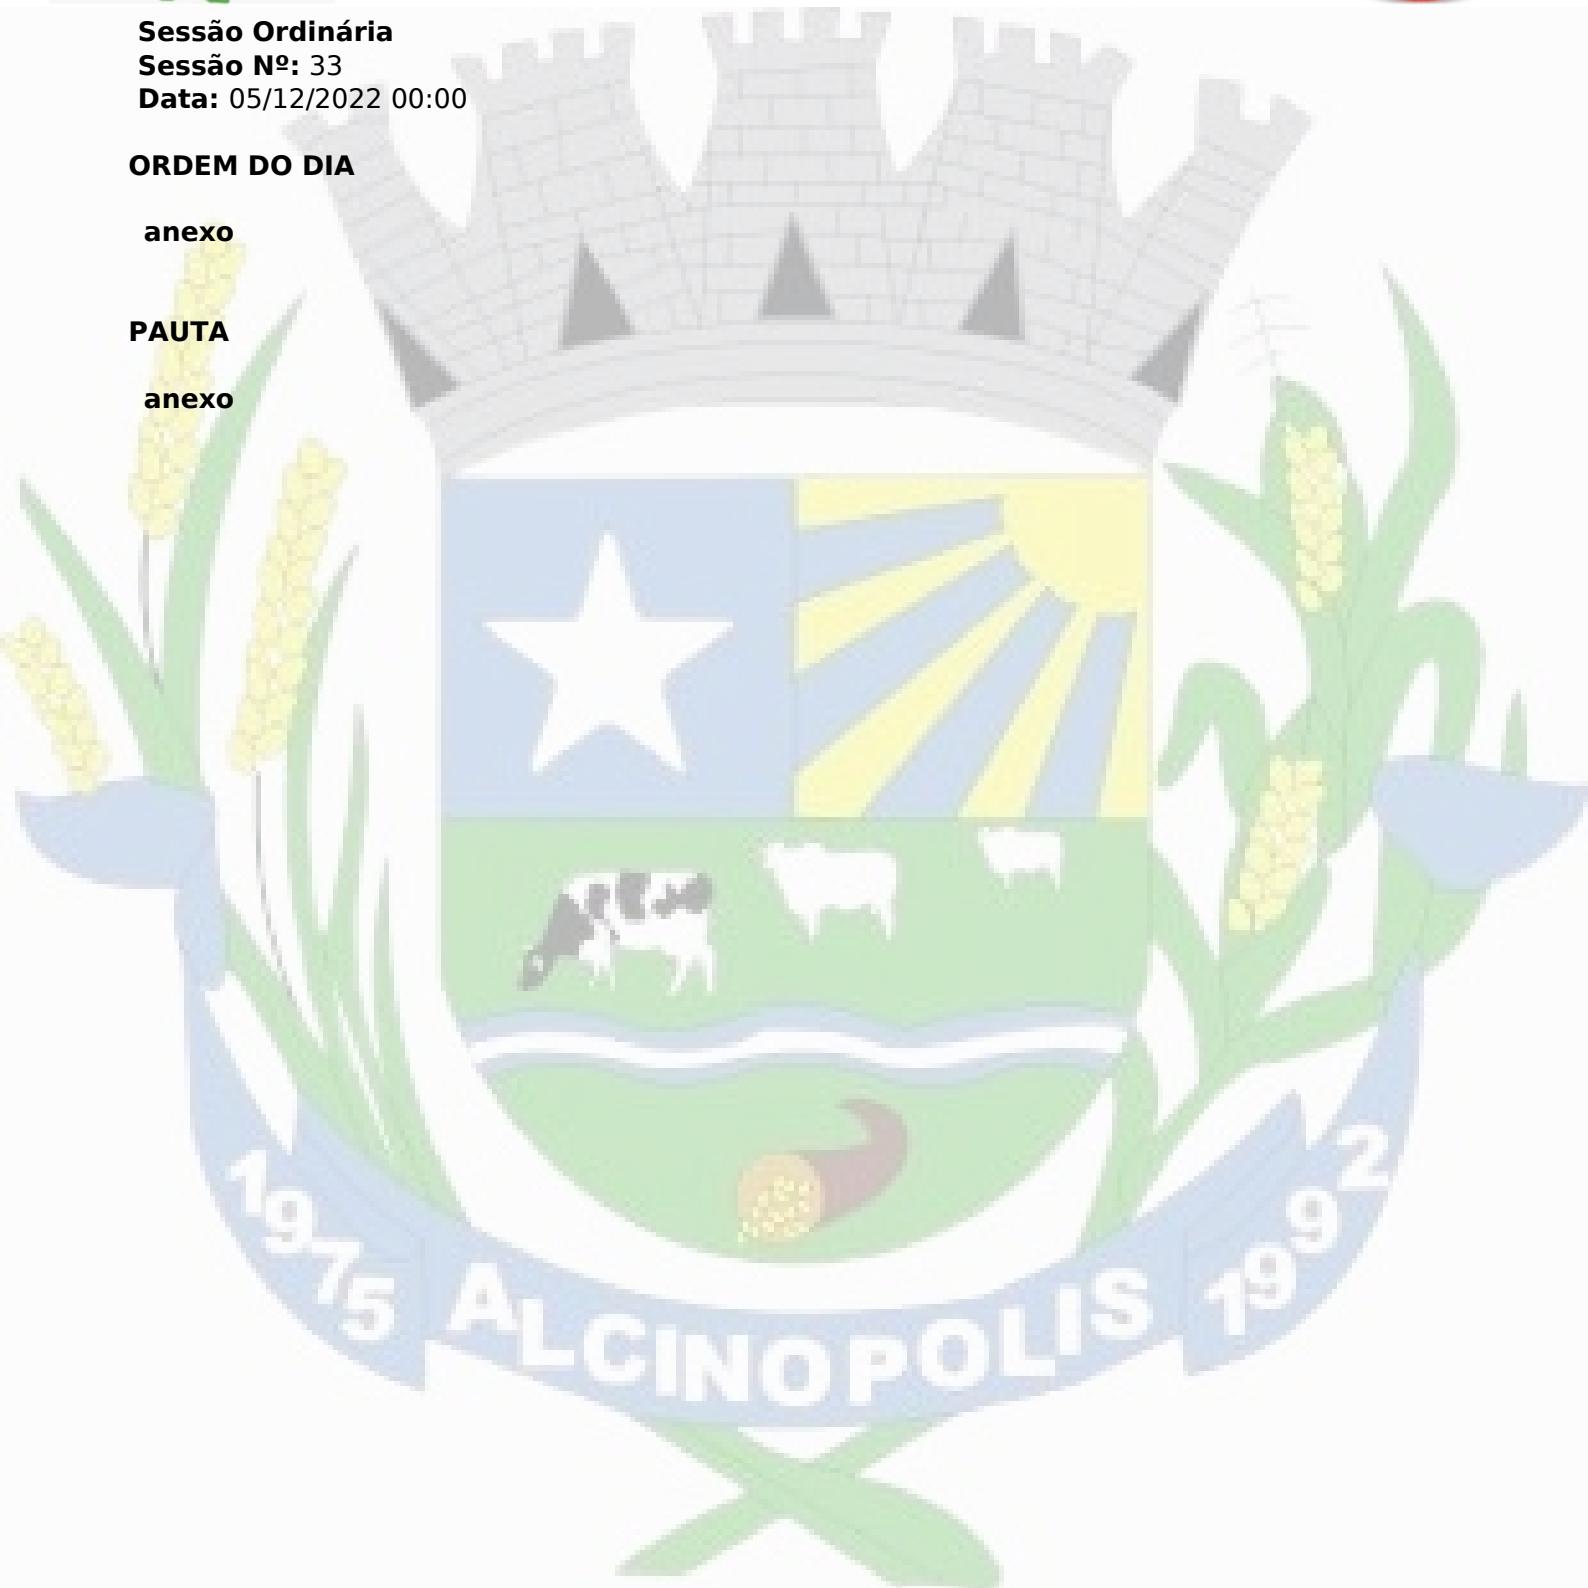 Sessão Ordinária
Sessão Nº: 33
Data: 05/12/2022 00:00
ORDEM DO DIA
anexo
PAUTA
anexo
1975 ALCINOPOLIS 1992